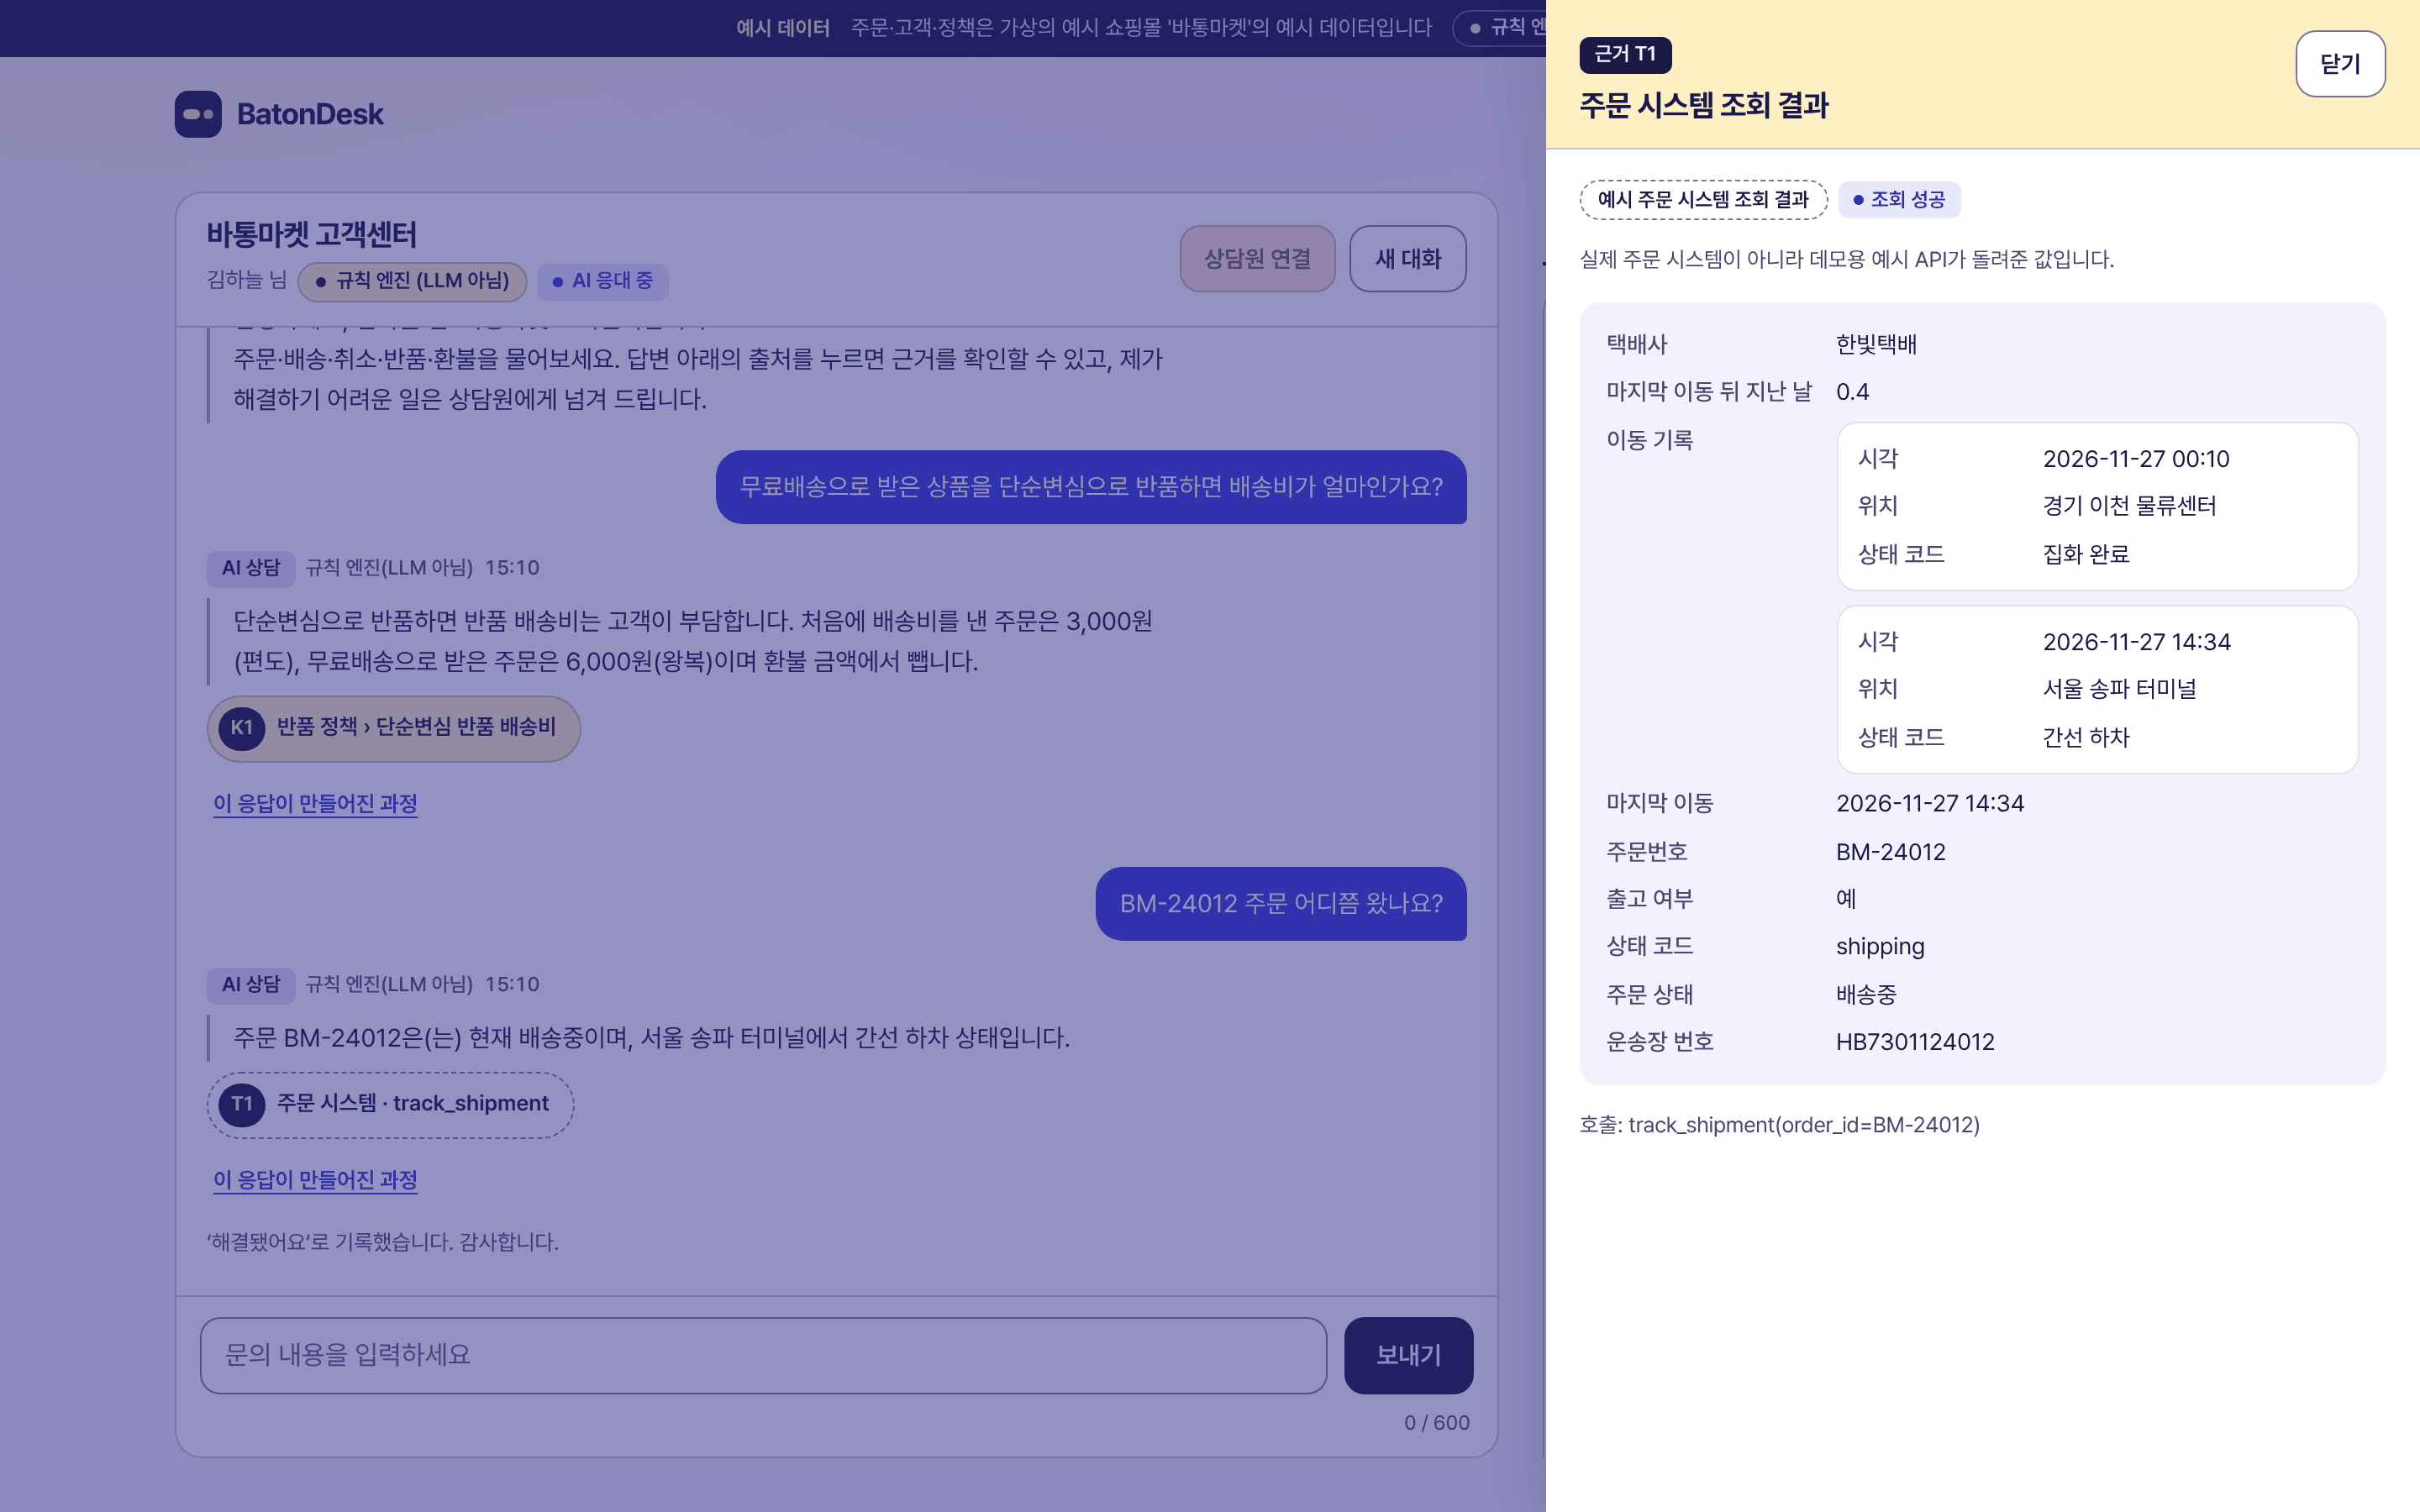 예시 데이터 주문·고객·정책은 가상의 예시 쇼핑몰 '바통마켓'의 예시 데이터입니다 규칙 엔
BatonDesk
바통마켓 고객센터
김하늘 님 규칙 엔진 (LLM 아님) AI 응대 중
상담원 연결
새 대화
주문·배송·취소·반품·환불을 물어보세요. 답변 아래의 출처를 누르면 근거를 확인할 수 있고, 제가
해결하기 어려운 일은 상담원에게 넘겨 드립니다.
무료배송으로 받은 상품을 단순변심으로 반품하면 배송비가 얼마인가요?
AI 상담 규칙 엔진(LLM 아님) 15:10
단순변심으로 반품하면 반품 배송비는 고객이 부담합니다. 처음에 배송비를 낸 주문은 3,000원
(편도), 무료배송으로 받은 주문은 6,000원(왕복)이며 환불 금액에서 뺍니다.
K1 반품 정책 › 단순변심 반품 배송비
이 응답이 만들어진 과정
BM-24012 주문 어디쯤 왔나요?
AI 상담 규칙 엔진(LLM 아님) 15:10
주문 BM-24012은(는) 현재 배송중이며, 서울 송파 터미널에서 간선 하차 상태입니다.
T1 주문 시스템 · track_shipment
이 응답이 만들어진 과정
‘해결됐어요’로 기록했습니다. 감사합니다.
문의 내용을 입력하세요
보내기
0 / 600
근거 T1
주문 시스템 조회 결과
닫기
예시 주문 시스템 조회 결과 조회 성공
실제 주문 시스템이 아니라 데모용 예시 API가 돌려준 값입니다.
택배사 한빛택배
마지막 이동 뒤 지난 날 0.4
이동 기록
시각 2026-11-27 00:10
위치 경기 이천 물류센터
상태 코드 집화 완료
시각 2026-11-27 14:34
위치 서울 송파 터미널
상태 코드 간선 하차
마지막 이동 2026-11-27 14:34
주문번호 BM-24012
출고 여부 예
상태 코드 shipping
주문 상태 배송중
운송장 번호 HB7301124012
호출: track_shipment(order_id=BM-24012)